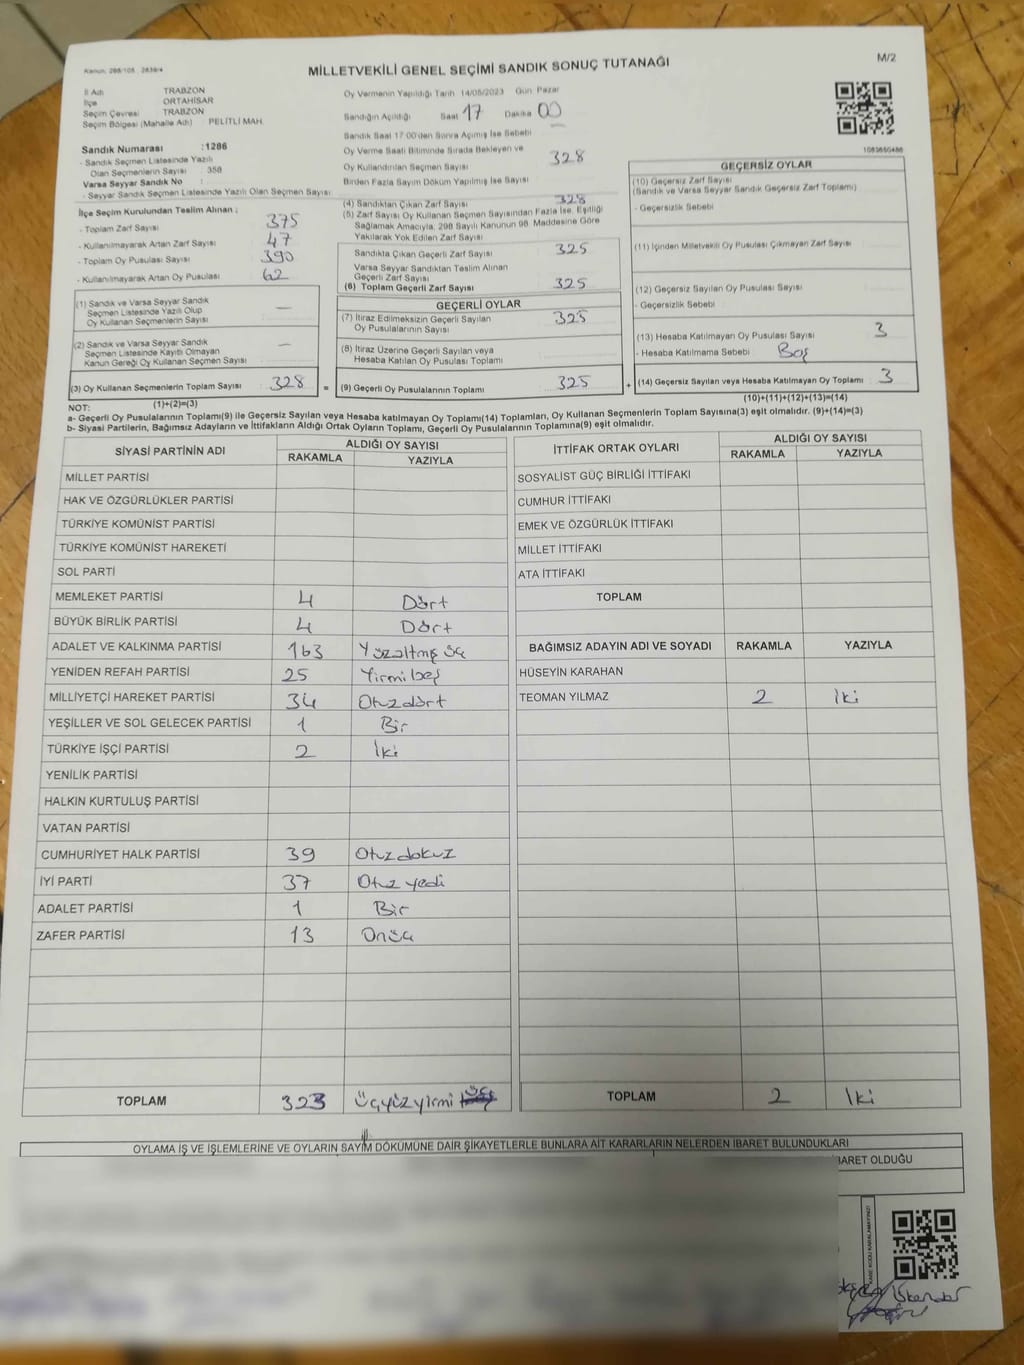 Kanun: 298/105 2839/4
M/2
MİLLETVEKİLİ GENEL SEÇİMİ SANDIK SONUÇ TUTANAĞI
İl Adı TRABZON
İlçe ORTAHİSAR
Seçim Çevresi TRABZON
Seçim Bölgesi (Mahalle Adı) : PELİTLİ MAH.
Sandık Numarası :1286
- Sandık Seçmen Listesinde Yazılı
Olan Seçmenlerin Sayısı : 358
Varsa Seyyar Sandık No :
- Seyyar Sandık Seçmen Listesinde Yazılı Olan Seçmen Sayısı:
Oy Vermenin Yapıldığı Tarih 14/05/2023 Gün Pazar
Sandığın Açıldığı Saat 17 Dakika 00
Sandık Saat 17:00'den Sonra Açılmış İse Sebebi —
Oy Verme Saati Bitiminde Sırada Bekleyen ve
Oy Kullandırılan Seçmen Sayısı 328
Birden Fazla Sayım Döküm Yapılmış İse Sayısı
1083650488
İlçe Seçim Kurulundan Teslim Alınan ;
- Toplam Zarf Sayısı 375
- Kullanılmayarak Artan Zarf Sayısı 47
- Toplam Oy Pusulası Sayısı 390
- Kullanılmayarak Artan Oy Pusulası 62
(1) Sandık ve Varsa Seyyar Sandık
Seçmen Listesinde Yazılı Olup
Oy Kullanan Seçmenlerin Sayısı —
(2) Sandık ve Varsa Seyyar Sandık
Seçmen Listesinde Kayıtlı Olmayan
Kanun Gereği Oy Kullanan Seçmen Sayısı —
(3) Oy Kullanan Seçmenlerin Toplam Sayısı 328 =
(1)+(2)=(3)
(4) Sandıktan Çıkan Zarf Sayısı 328
(5) Zarf Sayısı Oy Kullanan Seçmen Sayısından Fazla İse, Eşitliği
Sağlamak Amacıyla; 298 Sayılı Kanunun 98. Maddesine Göre
Yakılarak Yok Edilen Zarf Sayısı
Sandıkta Çıkan Geçerli Zarf Sayısı 325
Varsa Seyyar Sandıktan Teslim Alınan
Geçerli Zarf Sayısı
(6) Toplam Geçerli Zarf Sayısı 325
GEÇERLİ OYLAR
(7) İtiraz Edilmeksizin Geçerli Sayılan
Oy Pusulalarının Sayısı 325
(8) İtiraz Üzerine Geçerli Sayılan veya
Hesaba Katılan Oy Pusulası Toplamı
(9) Geçerli Oy Pusulalarının Toplamı 325 +
GEÇERSİZ OYLAR
(10) Geçersiz Zarf Sayısı
(Sandık ve Varsa Seyyar Sandık Geçersiz Zarf Toplamı)
- Geçersizlik Sebebi
(11) İçinden Milletvekili Oy Pusulası Çıkmayan Zarf Sayısı
(12) Geçersiz Sayılan Oy Pusulası Sayısı
- Geçersizlik Sebebi
(13) Hesaba Katılmayan Oy Pusulası Sayısı 3
- Hesaba Katılmama Sebebi Boş
(14) Geçersiz Sayılan veya Hesaba Katılmayan Oy Toplamı 3
(10)+(11)+(12)+(13)=(14)
NOT:
a- Geçerli Oy Pusulalarının Toplamı(9) ile Geçersiz Sayılan veya Hesaba katılmayan Oy Toplamı(14) Toplamları, Oy Kullanan Seçmenlerin Toplam Sayısına(3) eşit olmalıdır. (9)+(14)=(3)
b- Siyasi Partilerin, Bağımsız Adayların ve İttifakların Aldığı Ortak Oyların Toplamı, Geçerli Oy Pusulalarının Toplamına(9) eşit olmalıdır.
SİYASİ PARTİNİN ADI ALDIĞI OY SAYISI
RAKAMLA YAZIYLA
MİLLET PARTİSİ
HAK VE ÖZGÜRLÜKLER PARTİSİ
TÜRKİYE KOMÜNİST PARTİSİ
TÜRKİYE KOMÜNİST HAREKETİ
SOL PARTİ
MEMLEKET PARTİSİ 4 Dört
BÜYÜK BİRLİK PARTİSİ 4 Dört
ADALET VE KALKINMA PARTİSİ 163 Yüzaltmış üç
YENİDEN REFAH PARTİSİ 25 Yirmi beş
MİLLİYETÇİ HAREKET PARTİSİ 34 Otuzdört
YEŞİLLER VE SOL GELECEK PARTİSİ 1 Bir
TÜRKİYE İŞÇİ PARTİSİ 2 İki
YENİLİK PARTİSİ
HALKIN KURTULUŞ PARTİSİ
VATAN PARTİSİ
CUMHURİYET HALK PARTİSİ 39 Otuz dokuz
İYİ PARTİ 37 Otuz yedi
ADALET PARTİSİ 1 Bir
ZAFER PARTİSİ 13 Onüç
TOPLAM 323 Üçyüzyirmi üç
İTTİFAK ORTAK OYLARI ALDIĞI OY SAYISI
RAKAMLA YAZIYLA
SOSYALİST GÜÇ BİRLİĞİ İTTİFAKI
CUMHUR İTTİFAKI
EMEK VE ÖZGÜRLÜK İTTİFAKI
MİLLET İTTİFAKI
ATA İTTİFAKI
TOPLAM
BAĞIMSIZ ADAYIN ADI VE SOYADI RAKAMLA YAZIYLA
HÜSEYİN KARAHAN
TEOMAN YILMAZ 2 İki
TOPLAM 2 İki
OYLAMA İŞ VE İŞLEMLERİNE VE OYLARIN SAYIM DÖKÜMÜNE DAİR ŞİKAYETLERLE BUNLARA AİT KARARLARIN NELERDEN İBARET BULUNDUKLARI
İBARET OLDUĞU
KARE KODU KARALAMAYINIZ!
İskender